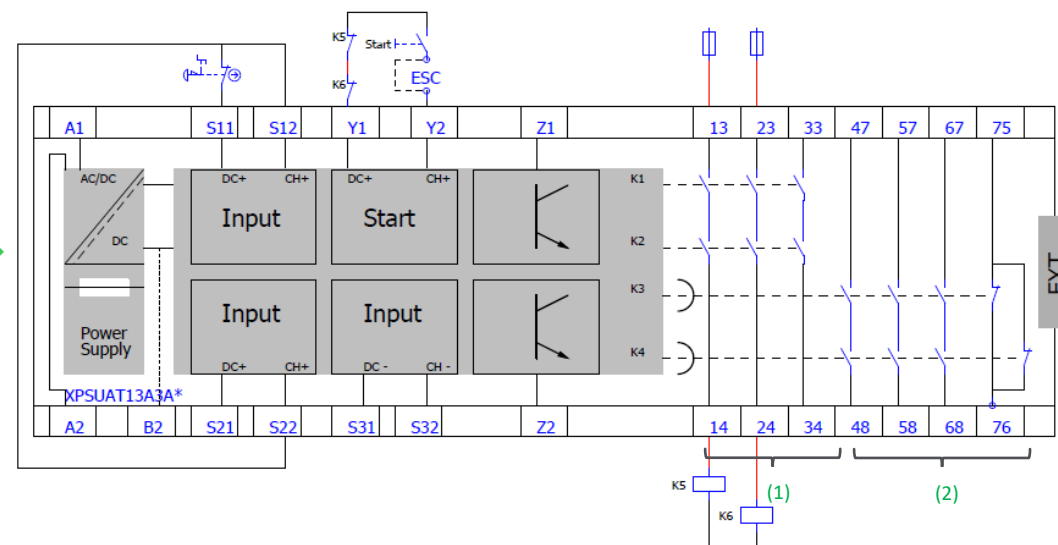 K5
Start
K6
ESC
A1 S11 S12 Y1 Y2 Z1 13 23 33 47 57 67 75
AC/DC DC+ CH+ DC+ CH+ K1
Input Start
DC K2
EXT
K3
Input Input
Power
Supply
K4
DC+ CH+ DC - CH -
XPSUAT13A3A*
A2 B2 S21 S22 S31 S32 Z2 14 24 34 48 58 68 76
K5 (1) (2)
K6